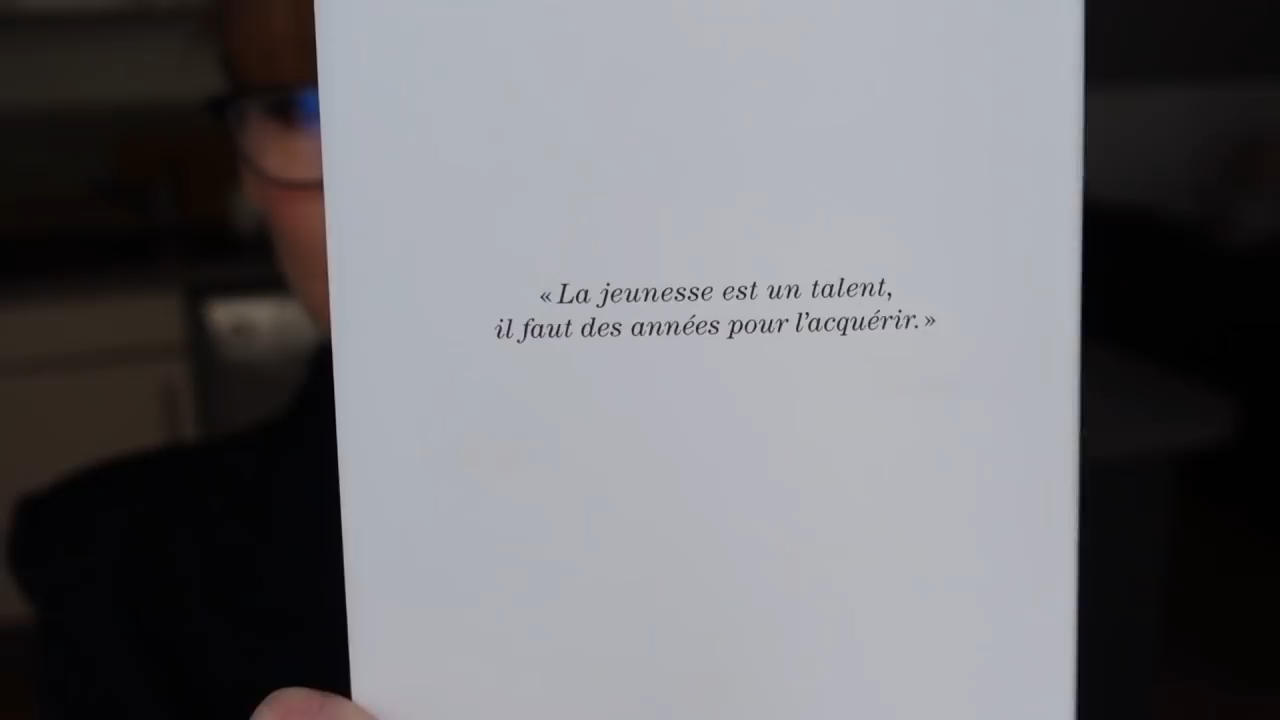 « La jeunesse est un talent,
il faut des années pour l’acquérir. »